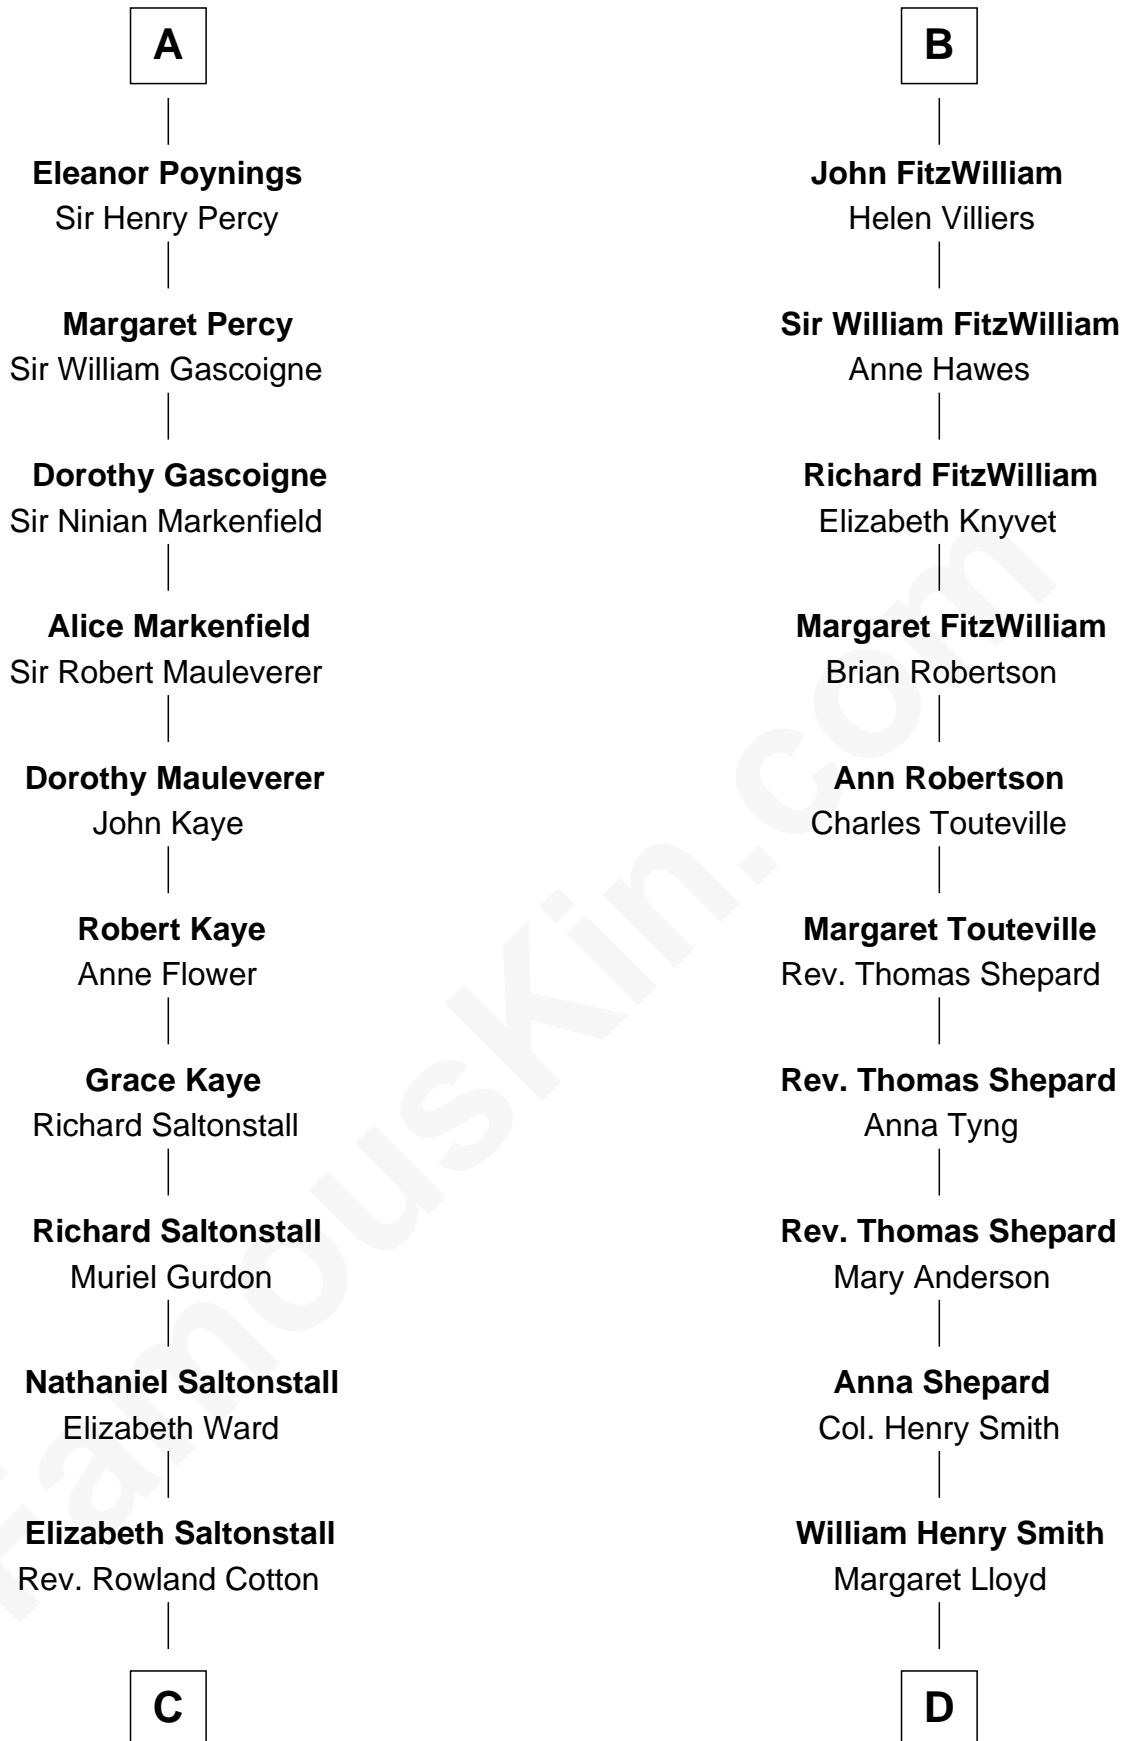 A
Eleanor Poynings
Sir Henry Percy
Margaret Percy
Sir William Gascoigne
Dorothy Gascoigne
Sir Ninian Markenfield
Alice Markenfield
Sir Robert Mauleverer
Dorothy Mauleverer
John Kaye
Robert Kaye
Anne Flower
Grace Kaye
Richard Saltonstall
Richard Saltonstall
Muriel Gurdon
Nathaniel Saltonstall
Elizabeth Ward
Elizabeth Saltonstall
Rev. Rowland Cotton
C
B
John FitzWilliam
Helen Villiers
Sir William FitzWilliam
Anne Hawes
Richard FitzWilliam
Elizabeth Knyvet
Margaret FitzWilliam
Brian Robertson
Ann Robertson
Charles Touteville
Margaret Touteville
Rev. Thomas Shepard
Rev. Thomas Shepard
Anna Tyng
Rev. Thomas Shepard
Mary Anderson
Anna Shepard
Col. Henry Smith
William Henry Smith
Margaret Lloyd
D
FamousKin.com